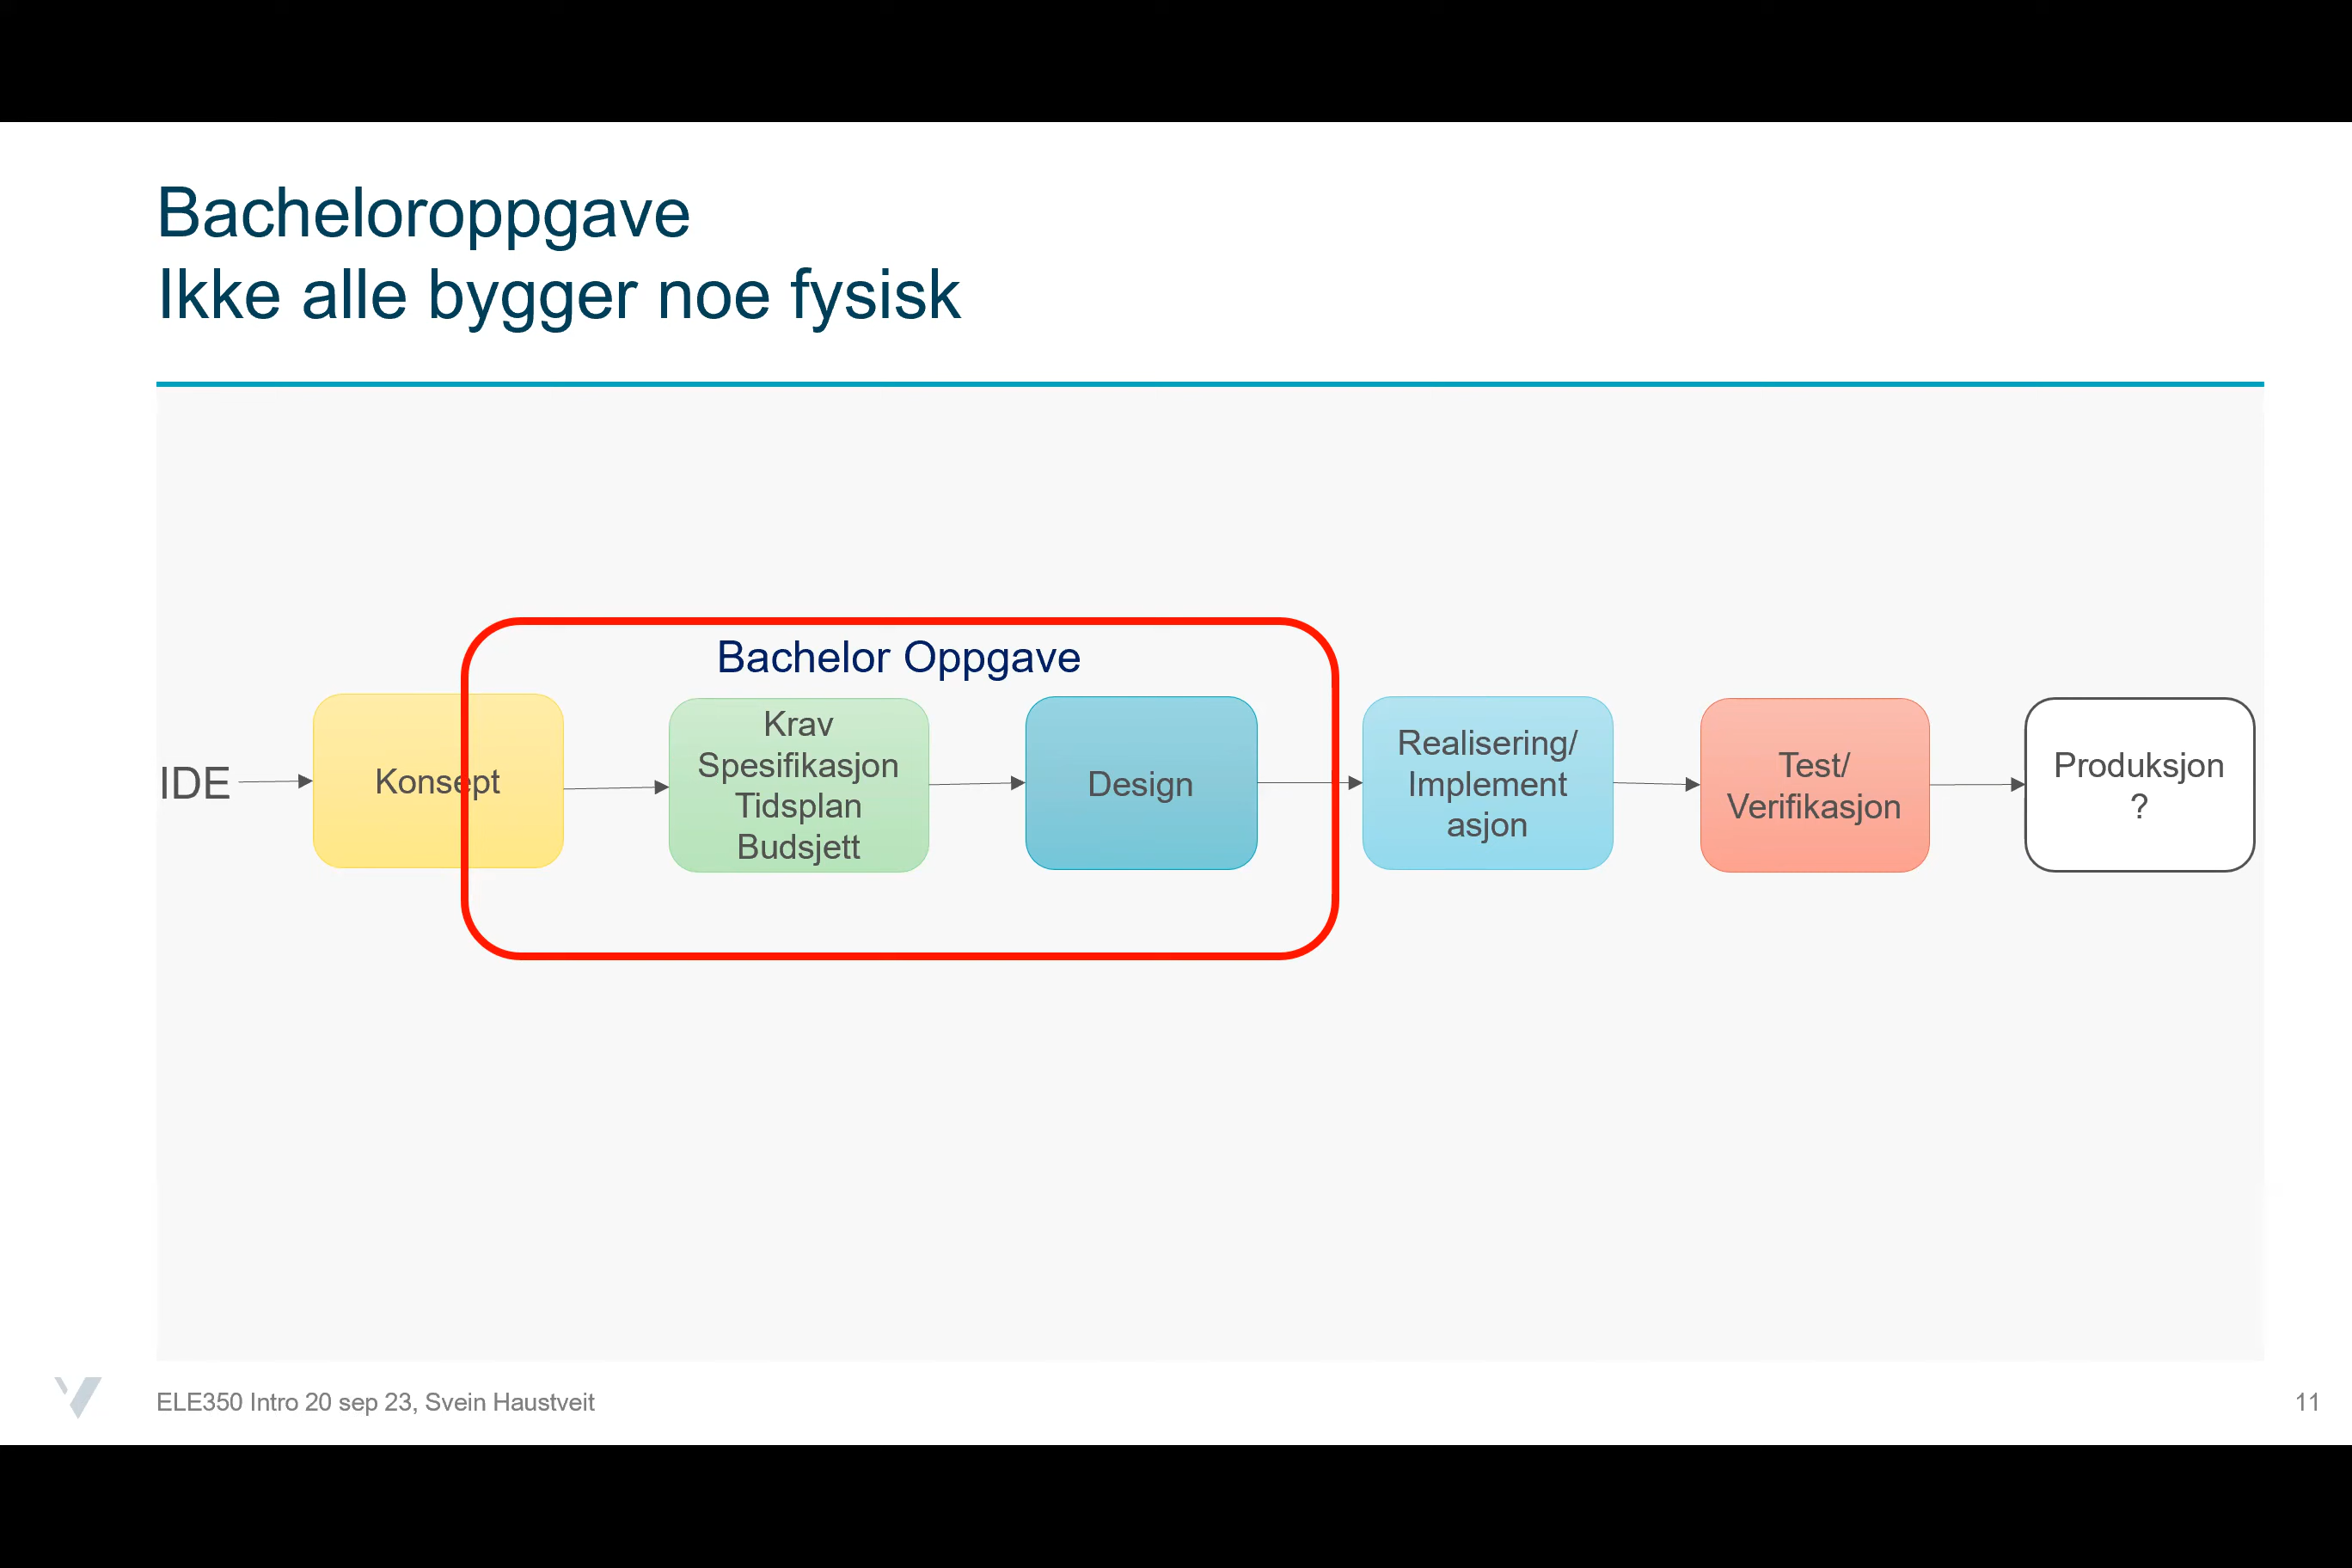 Bacheloroppgave
Ikke alle bygger noe fysisk
Bachelor Oppgave
IDE
Konsept
Krav
Spesifikasjon
Tidsplan
Budsjett
Design
Realisering/
Implement
asjon
Test/
Verifikasjon
Produksjon
?
ELE350 Intro 20 sep 23, Svein Haustveit
11